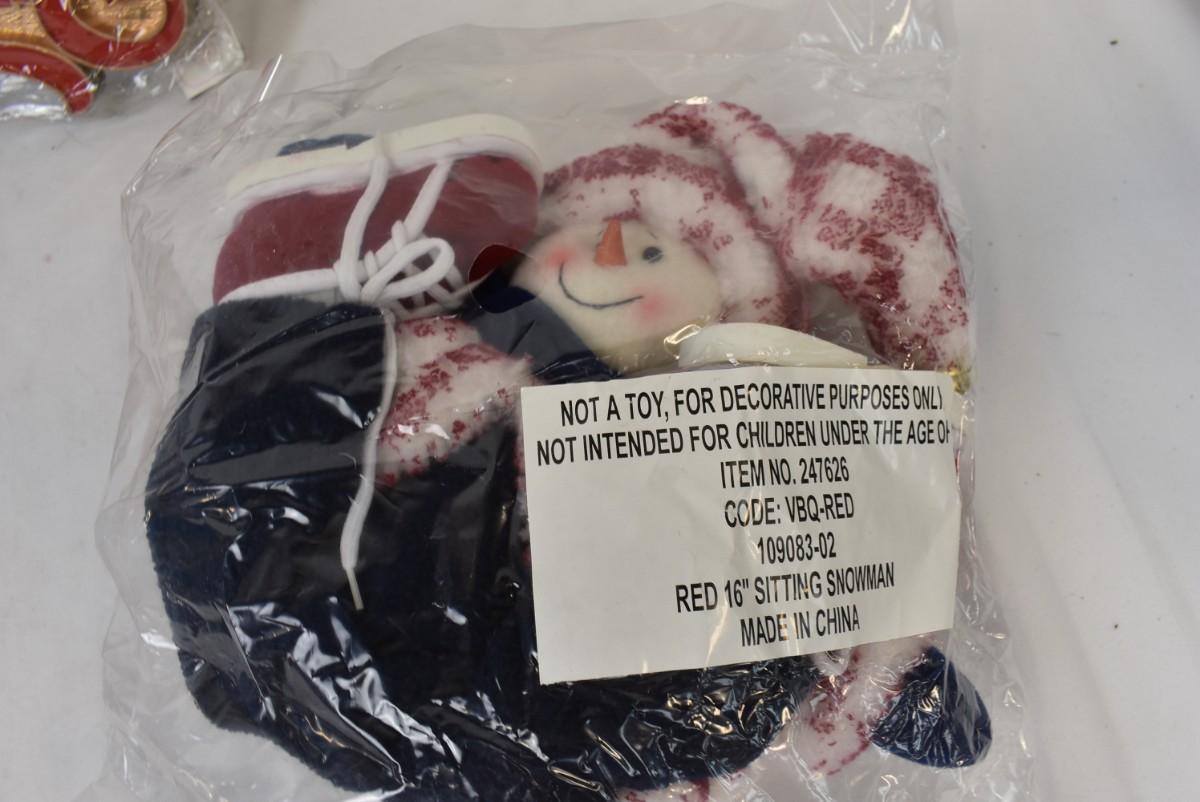 NOT A TOY, FOR DECORATIVE PURPOSES ONLY
NOT INTENDED FOR CHILDREN UNDER THE AGE OF
ITEM NO. 247626
CODE: VBQ-RED
109083-02
RED 16" SITTING SNOWMAN
MADE IN CHINA